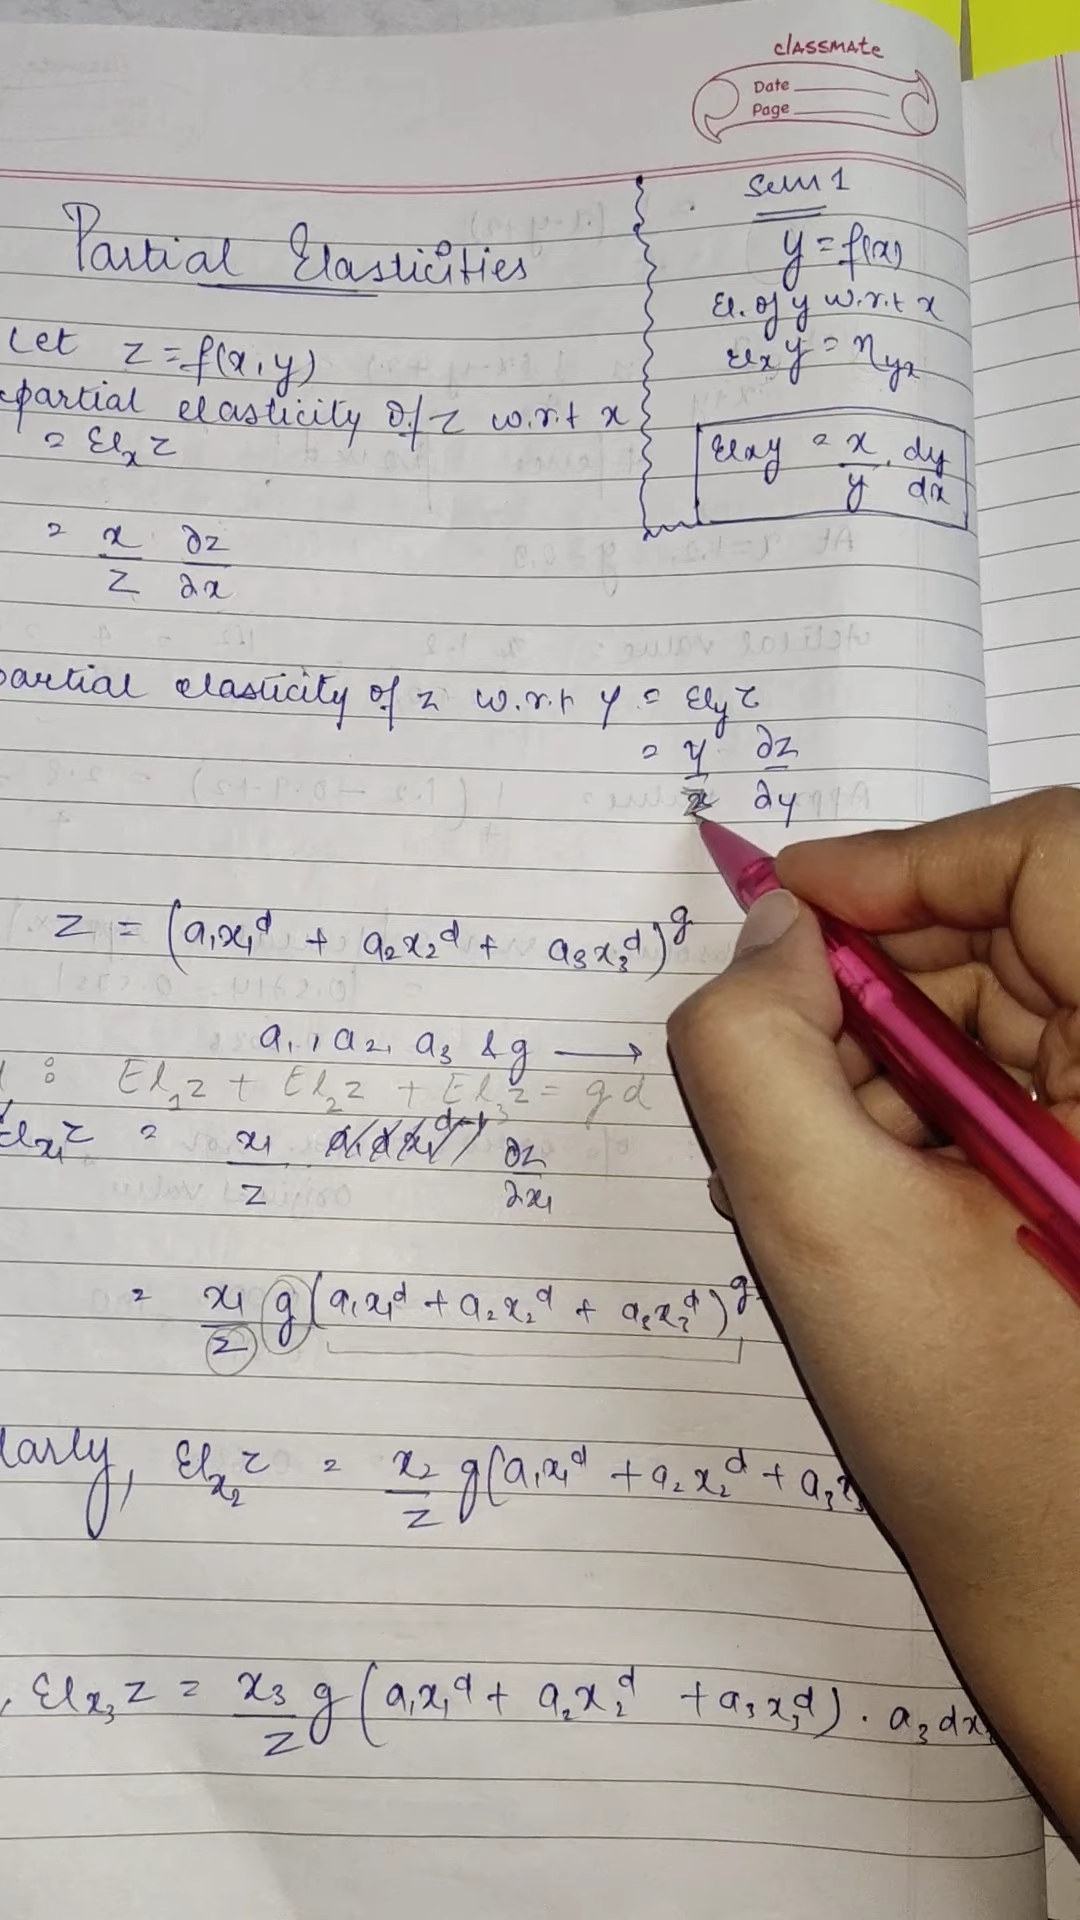 classmate
Date
Page
Sem 1
y = f(x)
El. of y w.r.t x
El_x y = η_yx
El_x y = x/y . dy/dx
Partial Elasticities
Let z = f(x, y)
partial elasticity of z w.r.t x
= El_x z
= x/z ∂z/∂x
partial elasticity of z w.r.t y = El_y z
= y/ ∂z/∂y
z = (a₁x₁^d + a₂x₂^d + a₃x₃^d)^g
a₁, a₂, a₃ & g →
: El₁z + El₂z + El₃z = gd
El_x₁ z = x₁/z ∂z/∂x₁
= x₁/z g(a₁x₁^d + a₂x₂^d + a₃x₃^d)^g
larly, El_x₂ z = x₂/z g(a₁x₁^d + a₂x₂^d + a₃x₃
, El_x₃ z = x₃/z g(a₁x₁^d + a₂x₂^d + a₃x₃^d) . a₃dx